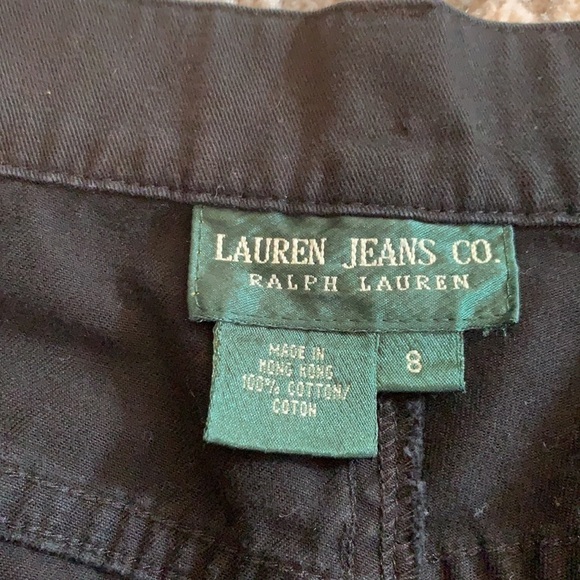 LAUREN JEANS CO.
RALPH LAUREN
MADE IN
HONG KONG
100% COTTON/
COTON
8